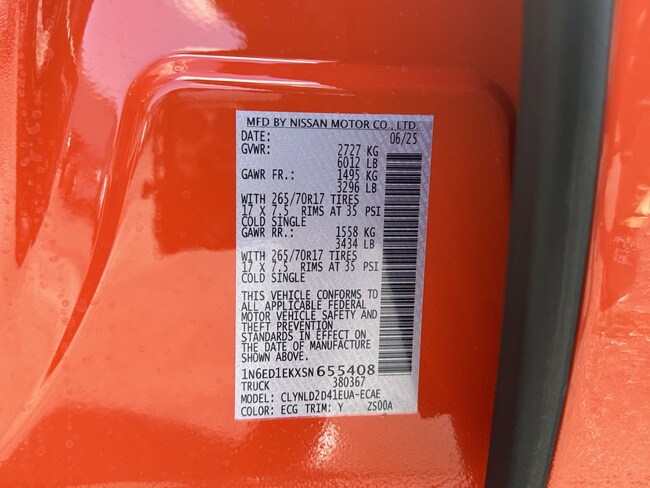 MFD BY NISSAN MOTOR CO., LTD.
DATE: 06/25
GVWR: 2727 KG
6012 LB
GAWR FR.: 1495 KG
3296 LB
WITH 265/70R17 TIRES
17 X 7.5 RIMS AT 35 PSI
COLD SINGLE
GAWR RR.: 1558 KG
3434 LB
WITH 265/70R17 TIRES
17 X 7.5 RIMS AT 35 PSI
COLD SINGLE
THIS VEHICLE CONFORMS TO
ALL APPLICABLE FEDERAL
MOTOR VEHICLE SAFETY AND
THEFT PREVENTION
STANDARDS IN EFFECT ON
THE DATE OF MANUFACTURE
SHOWN ABOVE.
1N6ED1EKXSN655408
TRUCK 380367
MODEL: CLYNLD2D41EUA-ECAE
COLOR: ECG TRIM: Y ZS00A